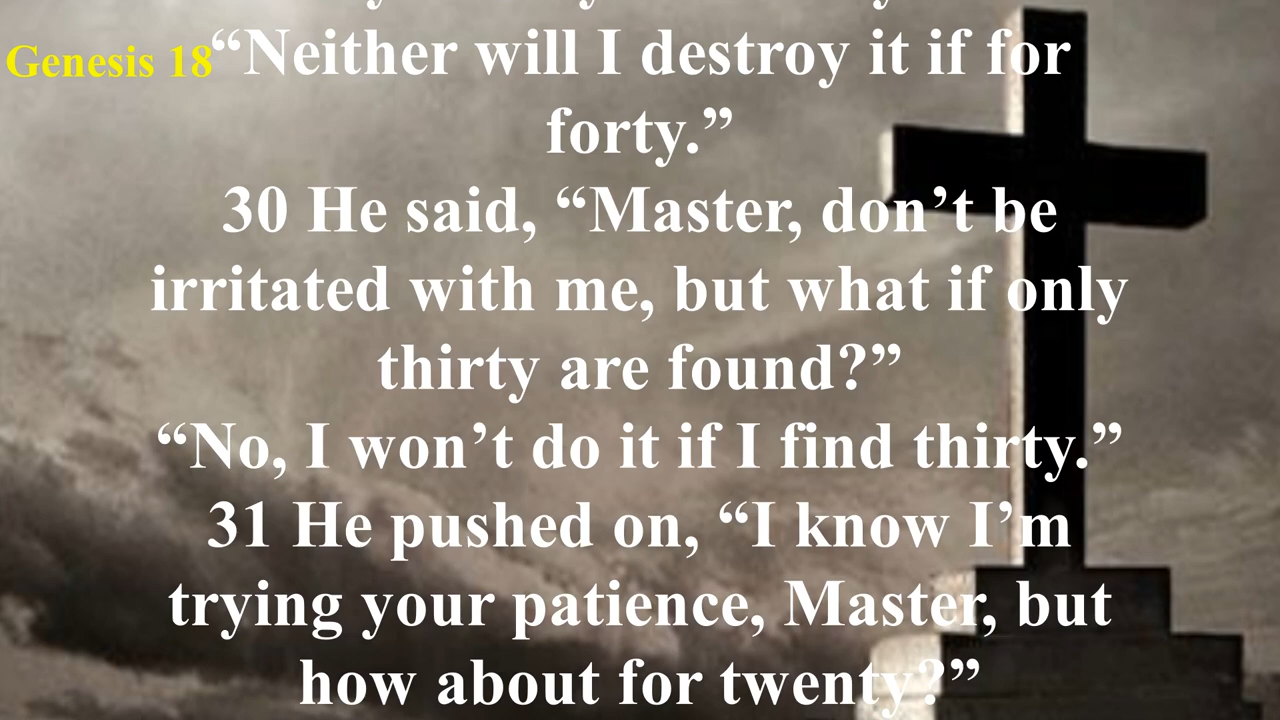 Genesis 18
“Neither will I destroy it if for
forty.”
30 He said, “Master, don’t be
irritated with me, but what if only
thirty are found?”
“No, I won’t do it if I find thirty.”
31 He pushed on, “I know I’m
trying your patience, Master, but
how about for twenty?”